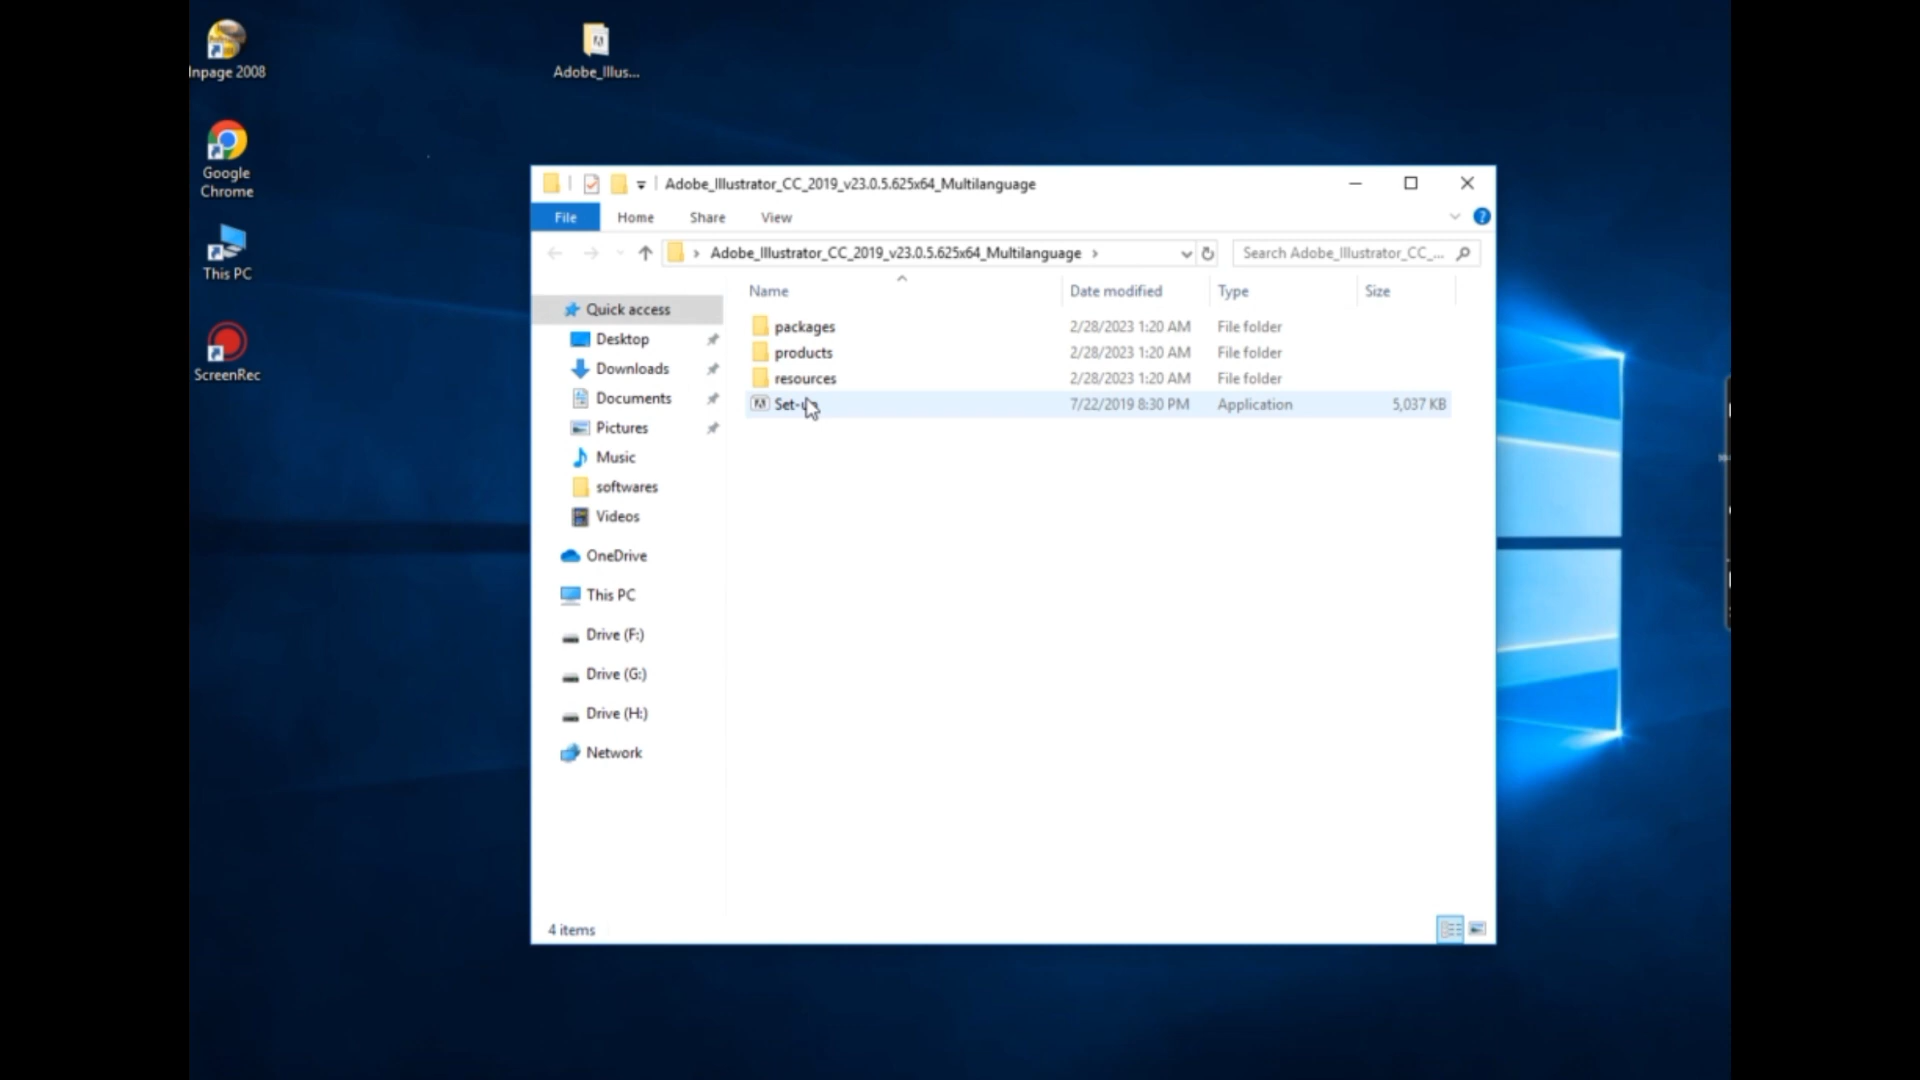 Inpage 2008
Adobe_Illus...
Google
Chrome
This PC
ScreenRec
Adobe_Illustrator_CC_2019_v23.0.5.625x64_Multilanguage
File Home Share View
Adobe_Illustrator_CC_2019_v23.0.5.625x64_Multilanguage
Search Adobe_Illustrator_CC_...
Name Date modified Type Size
Quick access
Desktop
Downloads
Documents
Pictures
Music
softwares
Videos
OneDrive
This PC
Drive (F:)
Drive (G:)
Drive (H:)
Network
packages 2/28/2023 1:20 AM File folder
products 2/28/2023 1:20 AM File folder
resources 2/28/2023 1:20 AM File folder
Set-up 7/22/2019 8:30 PM Application 5,037 KB
4 items